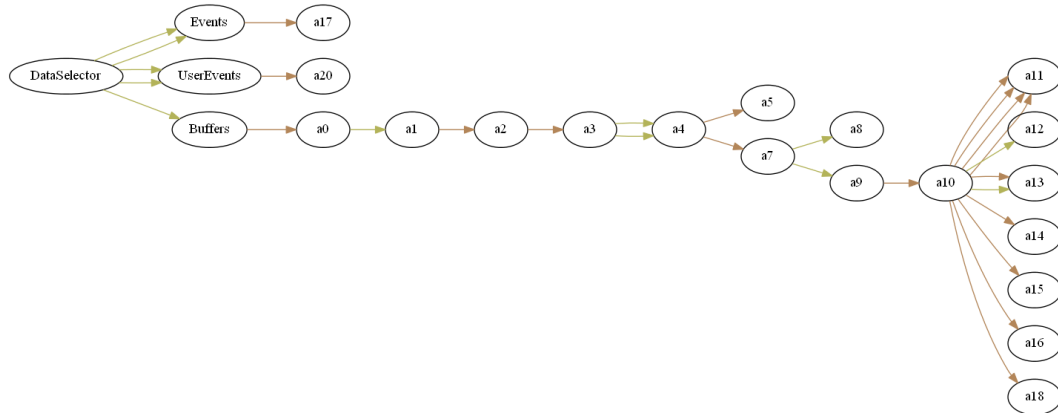 Events
a17
DataSelector
UserEvents
a20
Buffers
a0
a1
a2
a3
a4
a5
a7
a8
a9
a10
a11
a12
a13
a14
a15
a16
a18